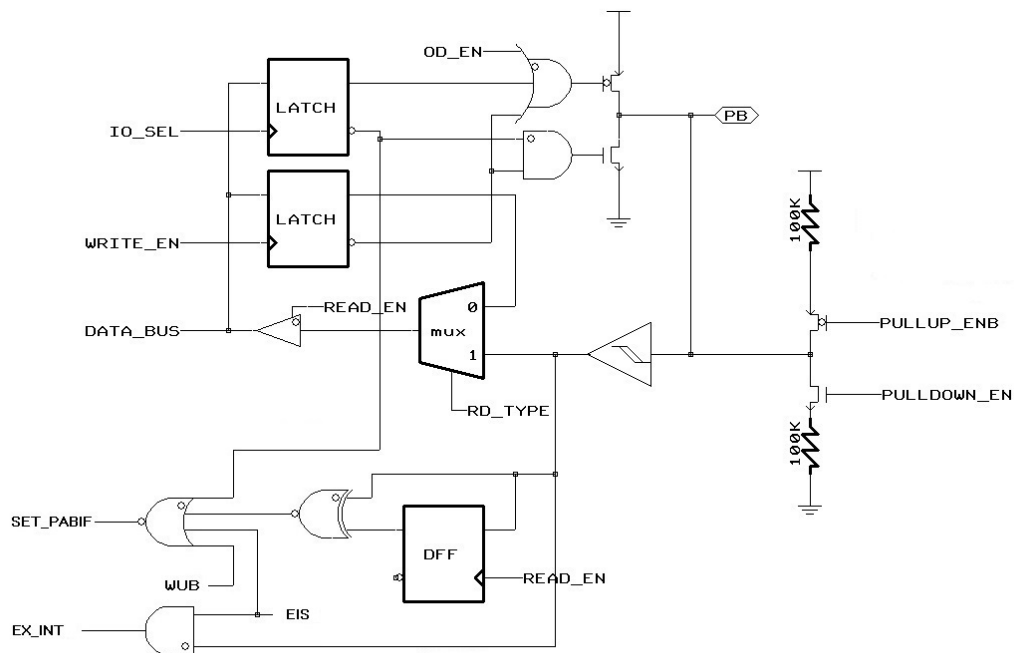 OD_EN
LATCH
IO_SEL
PB
LATCH
WRITE_EN
100K
READ_EN
0
DATA_BUS
mux
1
PULLUP_ENB
RD_TYPE
PULLDOWN_EN
100K
SET_PABIF
DFF
WUB
READ_EN
EIS
EX_INT